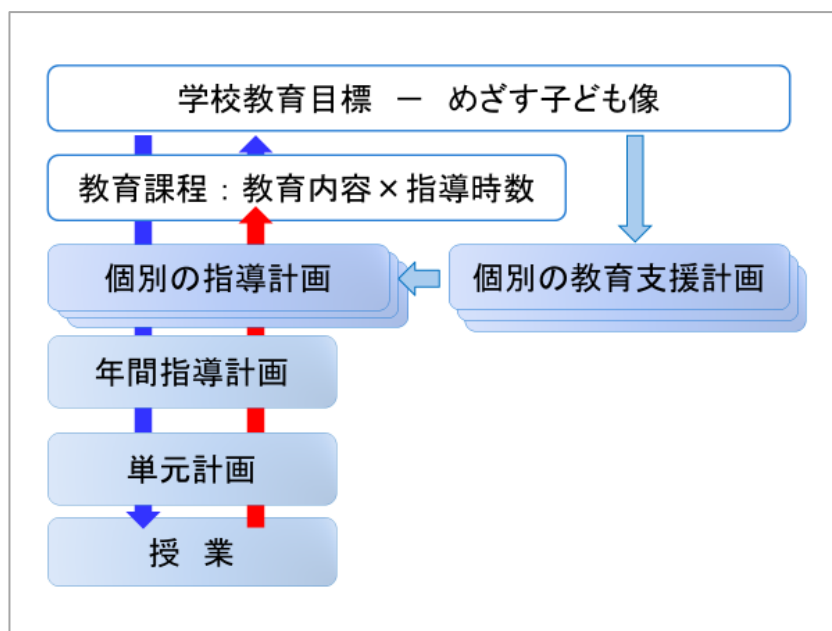 学校教育目標 － めざす子ども像
教育課程：教育内容×指導時数
個別の指導計画
個別の教育支援計画
年間指導計画
単元計画
授 業